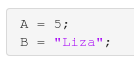 A = 5;
B = "Liza";